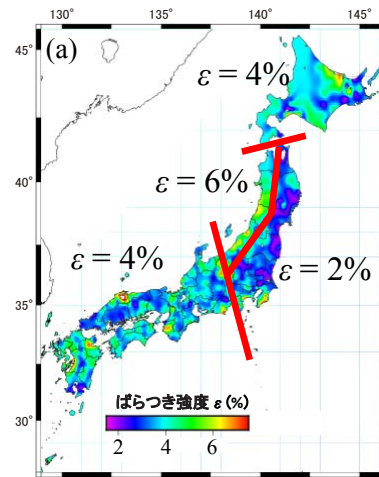 130° 135° 140° 145°
(a)
45°
ε = 4%
40°
ε = 6%
ε = 4%
ε = 2%
35°
ばらつき強度 ε (%)
30°
2 4 6